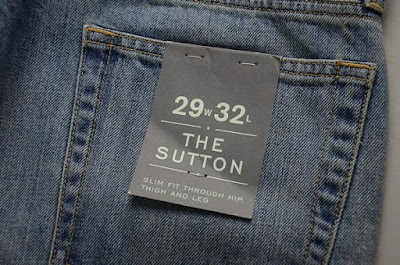 29W 32L
THE
SUTTON
SLIM FIT THROUGH HIP,
THIGH AND LEG